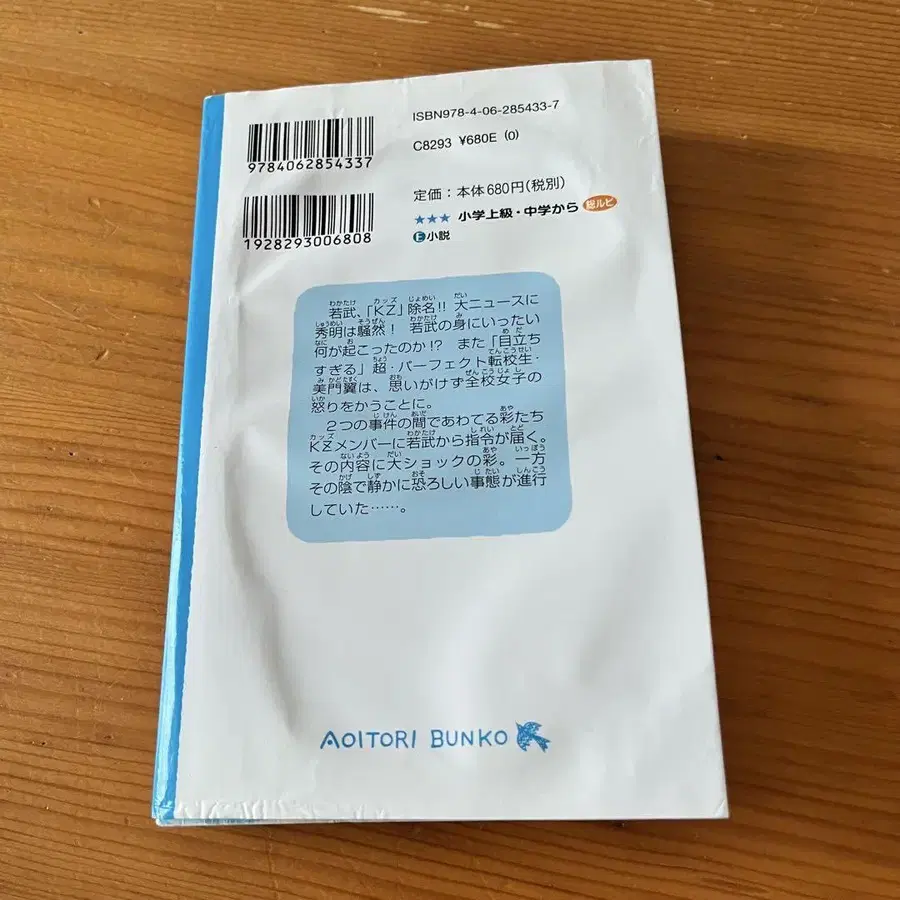 ISBN978-4-06-285433-7
C8293 ¥680E (0)
9784062854337
1928293006808
定価：本体680円(税別)
★★★ 小学上級・中学から 総ルビ
E小説
若武、「KZ」除名!! 大ニュースに
秀明は騒然！ 若武の身にいったい
何が起こったのか!? また「目立ち
すぎる」超・パーフェクト転校生・
美門翼は、思いがけず全校女子の
怒りをかうことに。
2つの事件の間であわてる彩たち
KZメンバーに若武から指令が届く。
その内容に大ショックの彩。一方
その陰で静かに恐ろしい事態が進行
していた……。
AOITORI BUNKO